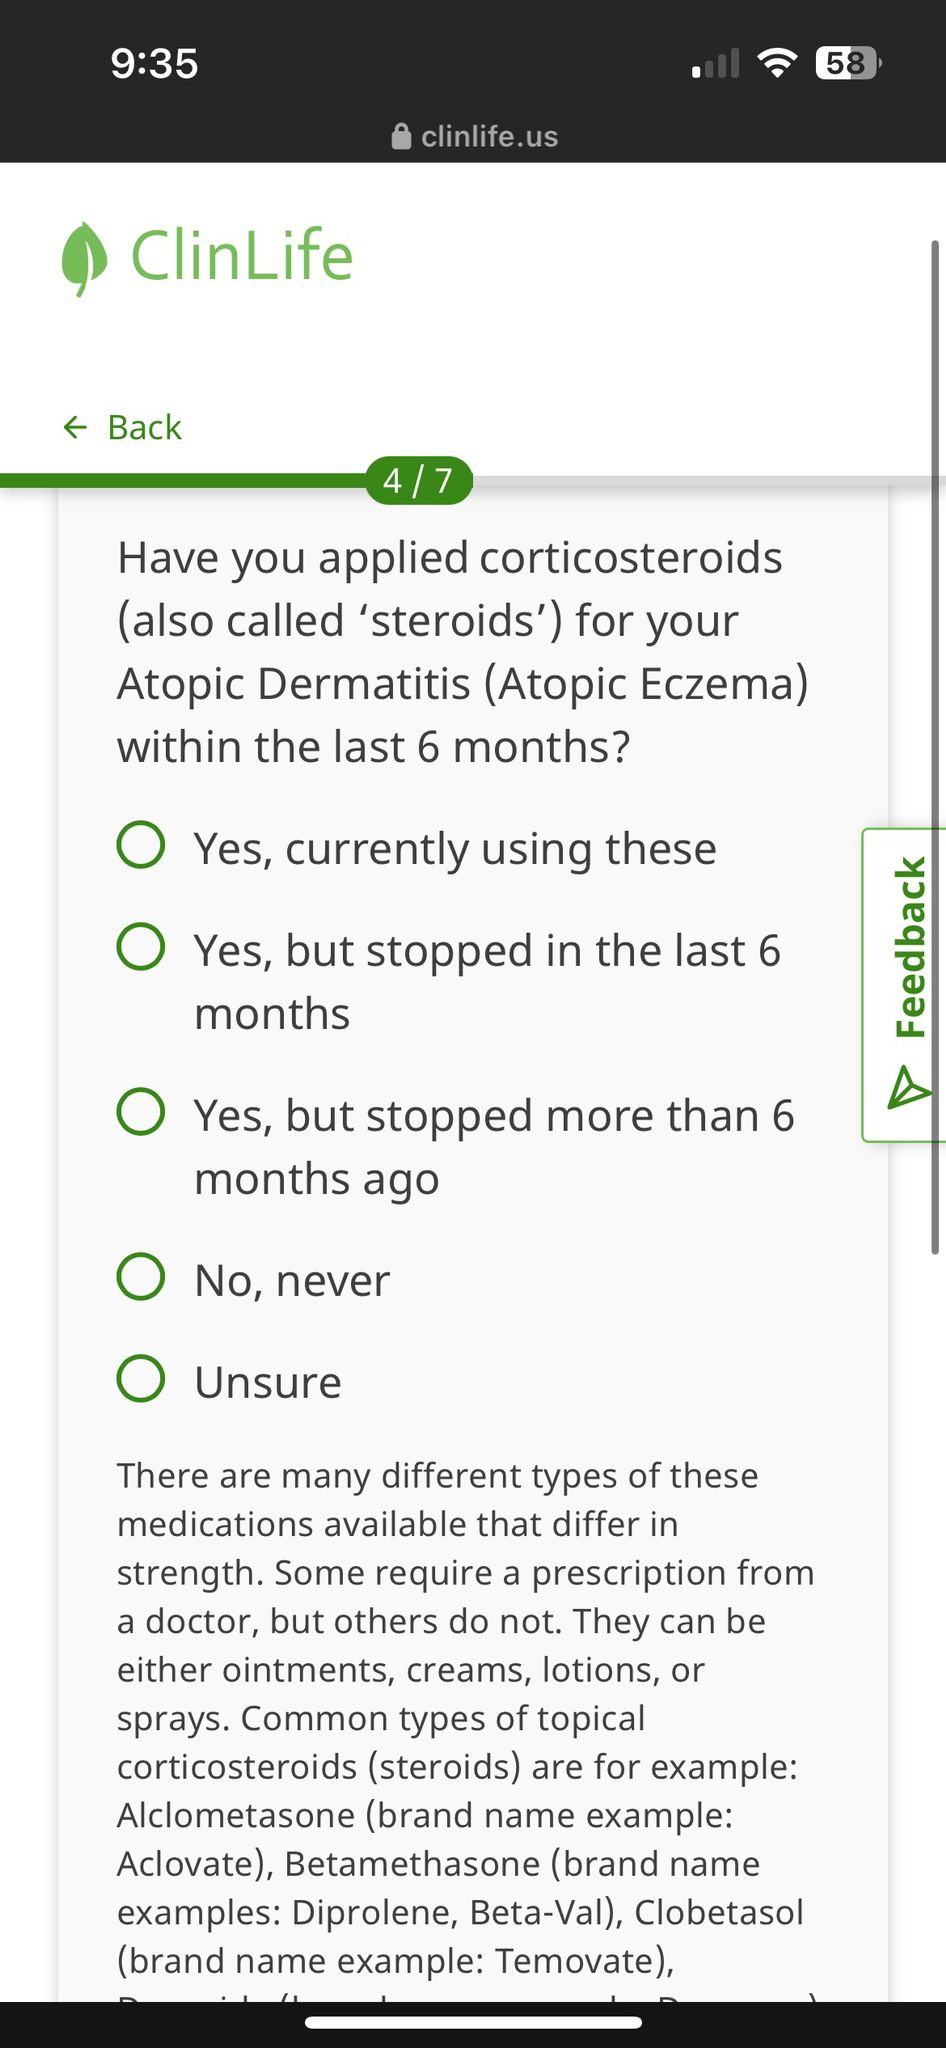 9:35
58
clinlife.us
ClinLife
← Back
4 / 7
Have you applied corticosteroids
(also called ‘steroids’) for your
Atopic Dermatitis (Atopic Eczema)
within the last 6 months?
Yes, currently using these
Yes, but stopped in the last 6
months
Yes, but stopped more than 6
months ago
No, never
Unsure
Feedback
There are many different types of these
medications available that differ in
strength. Some require a prescription from
a doctor, but others do not. They can be
either ointments, creams, lotions, or
sprays. Common types of topical
corticosteroids (steroids) are for example:
Alclometasone (brand name example:
Aclovate), Betamethasone (brand name
examples: Diprolene, Beta-Val), Clobetasol
(brand name example: Temovate),